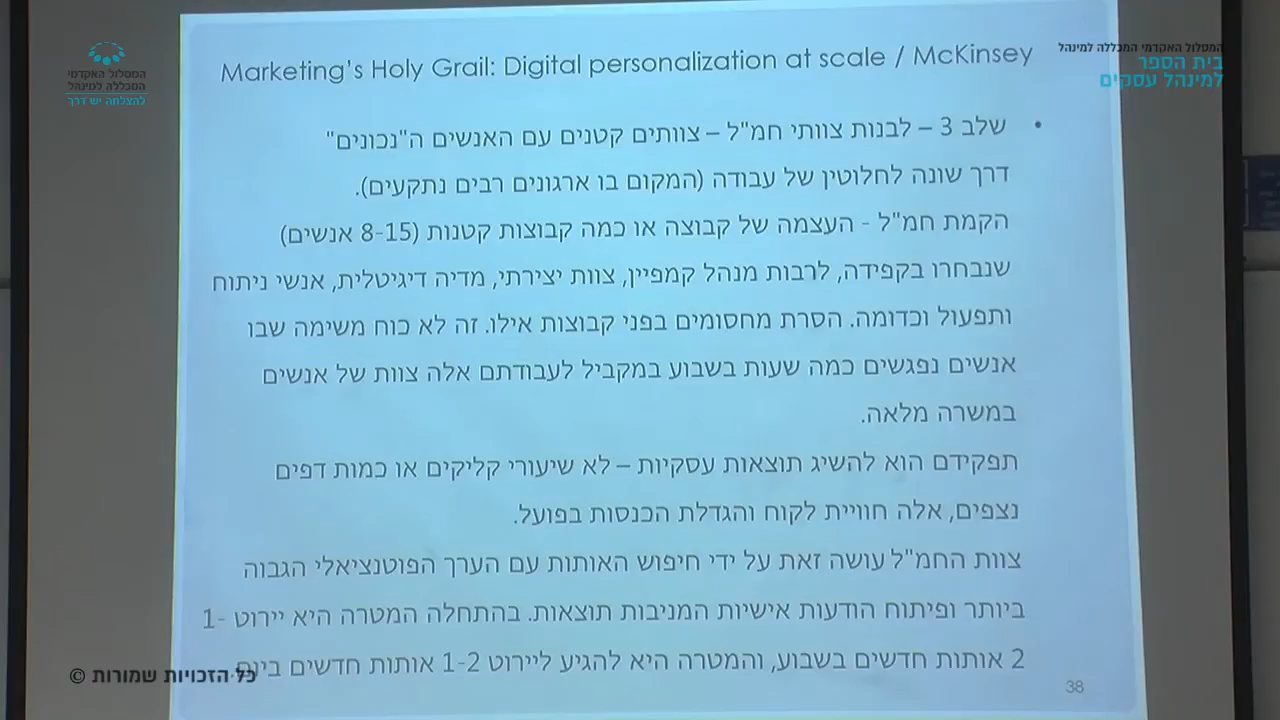 המסלול האקדמי
המכללה למינהל
להצלחה יש דרך
המסלול האקדמי המכללה למינהל
בית הספר
למינהל עסקים
Marketing's Holy Grail: Digital personalization at scale / McKinsey
• שלב 3 – לבנות צוותי חמ"ל – צוותים קטנים עם האנשים ה"נכונים"
דרך שונה לחלוטין של עבודה (המקום בו ארגונים רבים נתקעים).
הקמת חמ"ל - העצמה של קבוצה או כמה קבוצות קטנות (8-15 אנשים)
שנבחרו בקפידה, לרבות מנהל קמפיין, צוות יצירתי, מדיה דיגיטלית, אנשי ניתוח
ותפעול וכדומה. הסרת מחסומים בפני קבוצות אילו. זה לא כוח משימה שבו
אנשים נפגשים כמה שעות בשבוע במקביל לעבודתם אלה צוות של אנשים
במשרה מלאה.
תפקידם הוא להשיג תוצאות עסקיות – לא שיעורי קליקים או כמות דפים
נצפים, אלה חוויית לקוח והגדלת הכנסות בפועל.
צוות החמ"ל עושה זאת על ידי חיפוש האותות עם הערך הפוטנציאלי הגבוה
ביותר ופיתוח הודעות אישיות המניבות תוצאות. בהתחלה המטרה היא יירוט 1-
2 אותות חדשים בשבוע, והמטרה היא להגיע ליירוט 1-2 אותות חדשים ביום.
38
כל הזכויות שמורות ©